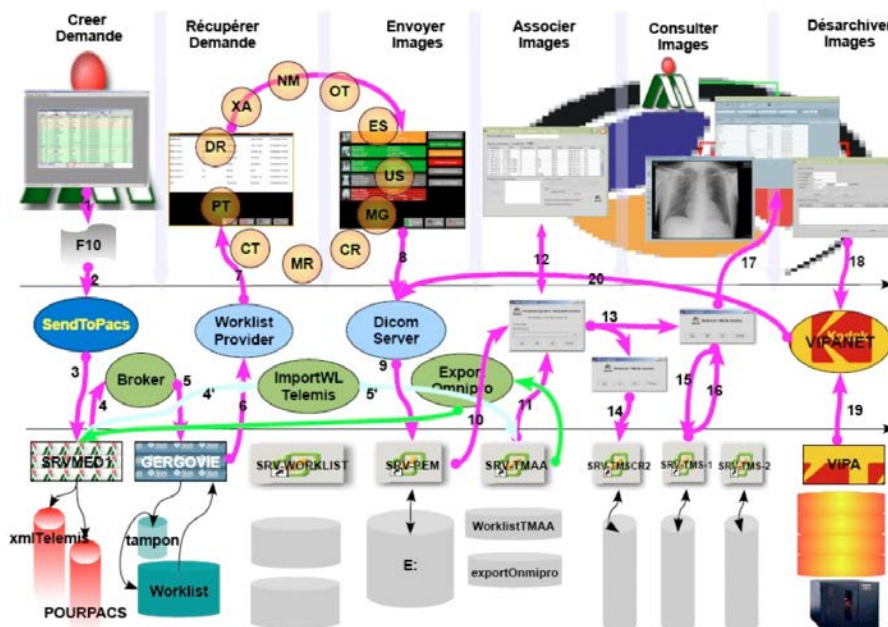 Creer
Demande
Récupérer
Demande
Envoyer
Images
Associer
Images
Consulter
Images
Désarchiver
Images
NM
OT
XA
ES
DR
US
PT
MG
CT
CR
MR
1
F10
2
7
8
12
17
18
20
SendToPacs
Worklist
Provider
Dicom
Server
13
Kodak
VIPANET
3
Broker
4
5
4'
ImportWL
Telemis
5'
6
9
Export
Omnipro
10
11
14
15
16
19
SRVMED1
GERGOVIE
SRV-WORKLIST
SRV-PEM
SRV-TMAA
SRV-TMSCR2
SRV-TMS-1
SRV-TMS-2
VIPA
xmlTelemis
tampon
POURPACS
Worklist
E:
WorklistTMAA
exportOnmipro